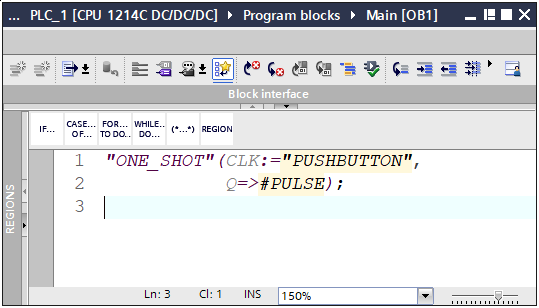 ... PLC_1 [CPU 1214C DC/DC/DC] Program blocks Main [OB1]
Block interface
IF... CASE... OF... FOR... TO DO... WHILE... DO... (*...*) REGION
REGIONS
1 "ONE_SHOT"(CLK:="PUSHBUTTON",
2 Q=>#PULSE);
3
Ln: 3 Cl: 1 INS 150%